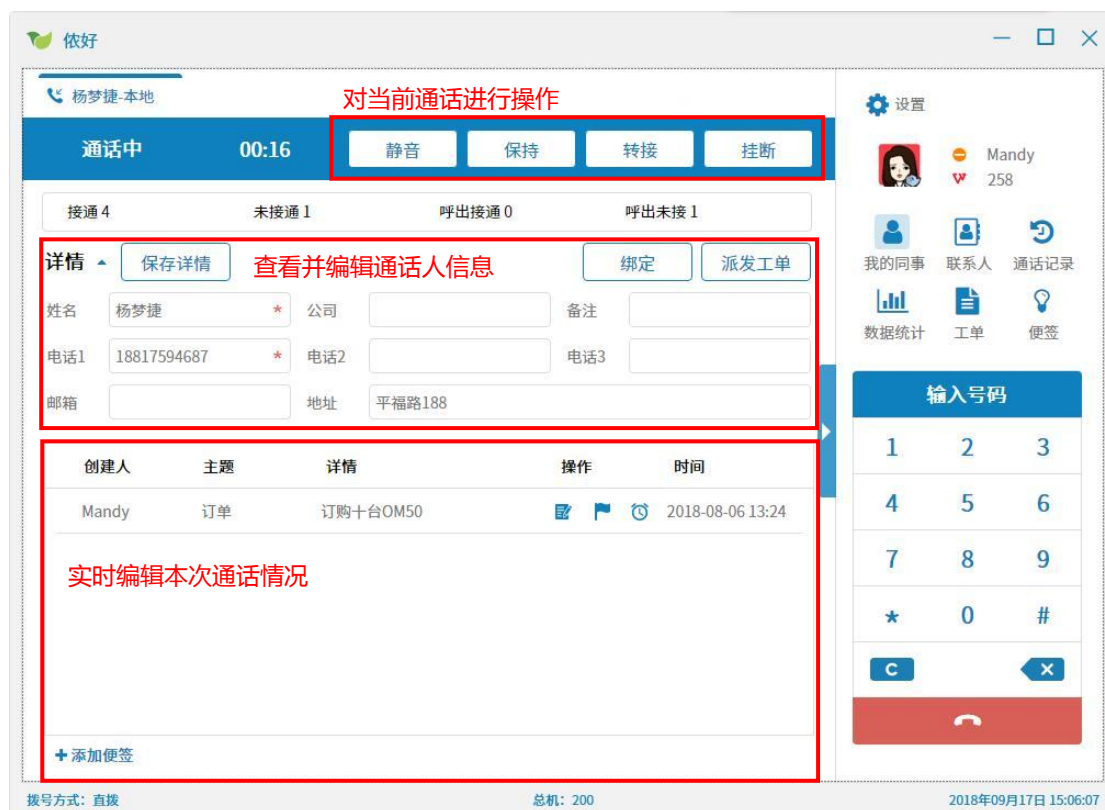 侬好
杨梦捷-本地
对当前通话进行操作
设置
通话中 00:16 静音 保持 转接 挂断
Mandy
258
接通 4 未接通 1 呼出接通 0 呼出未接 1
详情 保存详情 查看并编辑通话人信息 绑定 派发工单
我的同事 联系人 通话记录
姓名 杨梦捷 * 公司 备注
数据统计 工单 便签
电话1 18817594687 * 电话2 电话3
邮箱 地址 平福路188
输入号码
1 2 3
创建人 主题 详情 操作 时间
Mandy 订单 订购十台OM50 2018-08-06 13:24
4 5 6
实时编辑本次通话情况
7 8 9
* 0 #
C
添加便签
拨号方式：直拨 总机：200 2018年09月17日 15:06:07